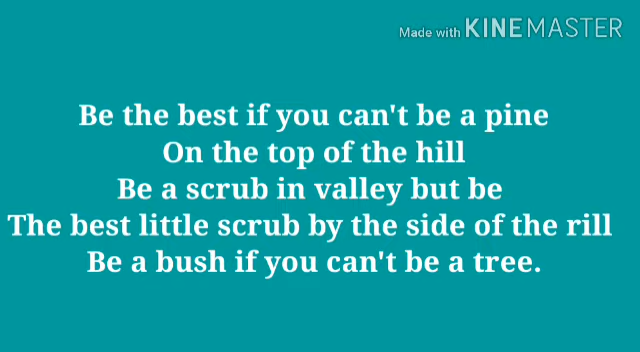 Made with KINEMASTER
Be the best if you can't be a pine
On the top of the hill
Be a scrub in valley but be
The best little scrub by the side of the rill
Be a bush if you can't be a tree.